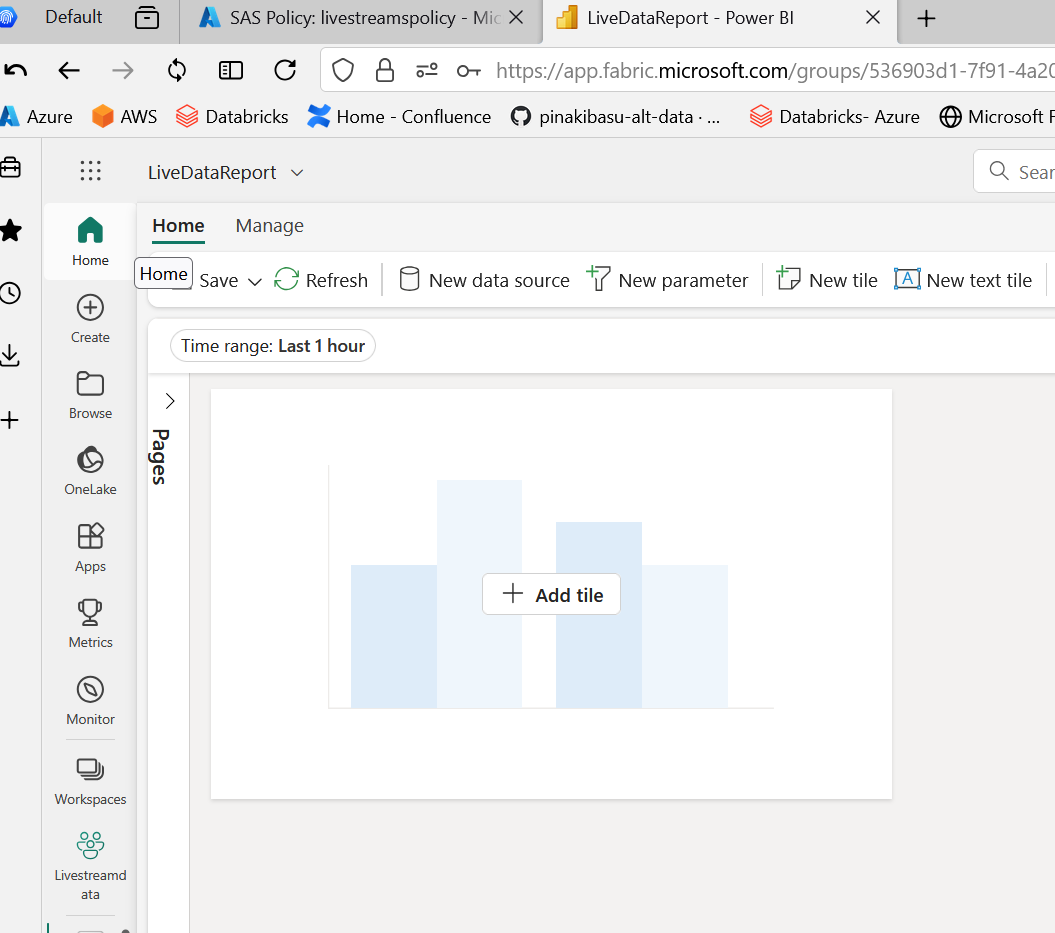 Default
SAS Policy: livestreamspolicy - Mic
LiveDataReport - Power BI
https://app.fabric.microsoft.com/groups/536903d1-7f91-4a20
Azure
AWS
Databricks
Home - Confluence
pinakibasu-alt-data · ...
Databricks- Azure
Microsoft F
LiveDataReport
Sear
Home
Manage
Home
Home
Save
Refresh
New data source
New parameter
New tile
New text tile
Create
Time range: Last 1 hour
Browse
Pages
OneLake
Apps
Add tile
Metrics
Monitor
Workspaces
Livestreamd
ata